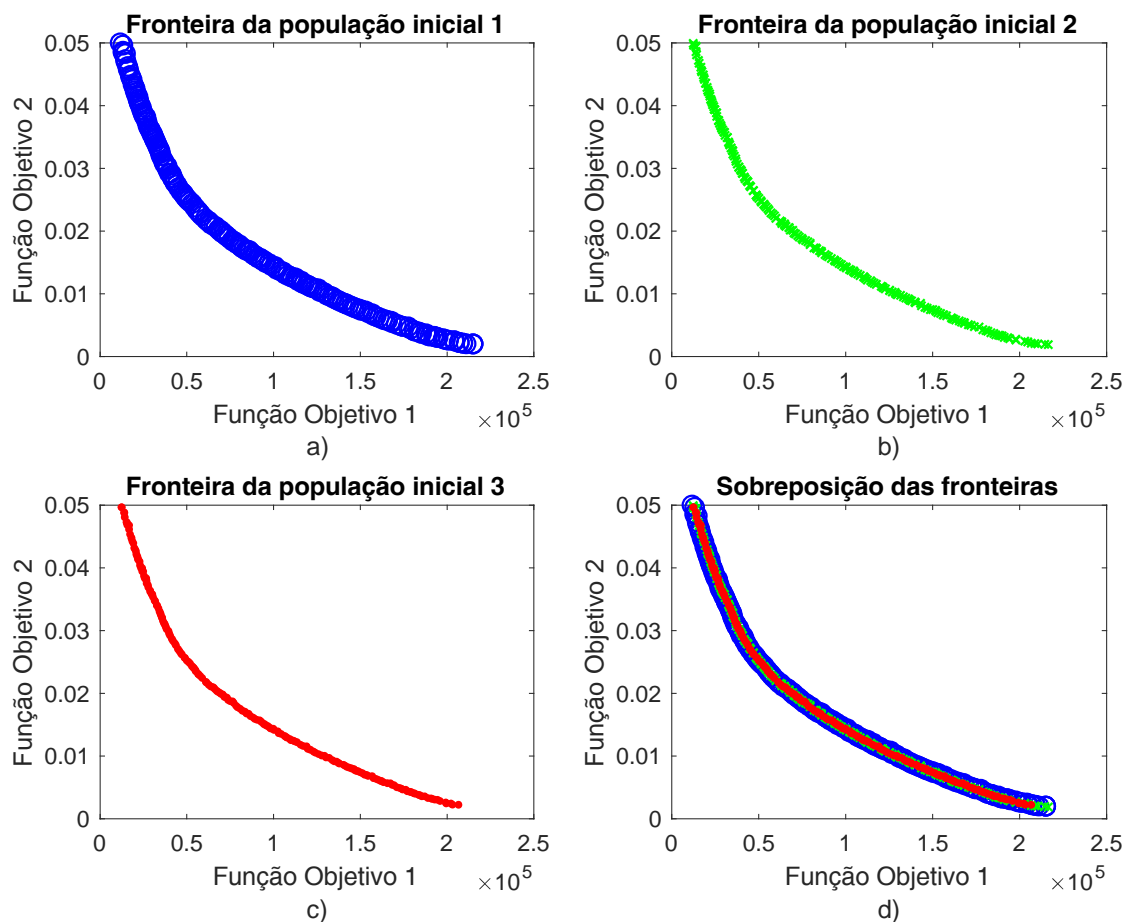 Fronteira da população inicial 1
0.05
0.04
0.03
0.02
0.01
0
Função Objetivo 2
0 0.5 1 1.5 2 2.5
Função Objetivo 1
×10^5
a)
Fronteira da população inicial 2
0.05
0.04
0.03
0.02
0.01
0
Função Objetivo 2
0 0.5 1 1.5 2 2.5
Função Objetivo 1
×10^5
b)
Fronteira da população inicial 3
0.05
0.04
0.03
0.02
0.01
0
Função Objetivo 2
0 0.5 1 1.5 2 2.5
Função Objetivo 1
×10^5
c)
Sobreposição das fronteiras
0.05
0.04
0.03
0.02
0.01
0
Função Objetivo 2
0 0.5 1 1.5 2 2.5
Função Objetivo 1
×10^5
d)